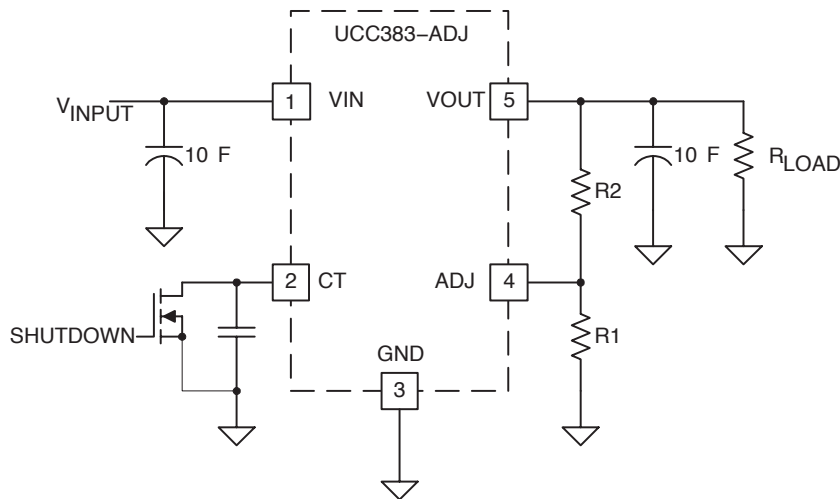 UCC383–ADJ
VINPUT
1
VIN
VOUT
5
10 F
R2
10 F
RLOAD
2
CT
ADJ
4
SHUTDOWN
R1
GND
3